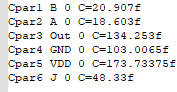 Cpar1 B 0 C=20.907f
Cpar2 A 0 C=18.603f
Cpar3 Out 0 C=134.253f
Cpar4 GND 0 C=103.0065f
Cpar5 VDD 0 C=173.73375f
Cpar6 J 0 C=48.33f